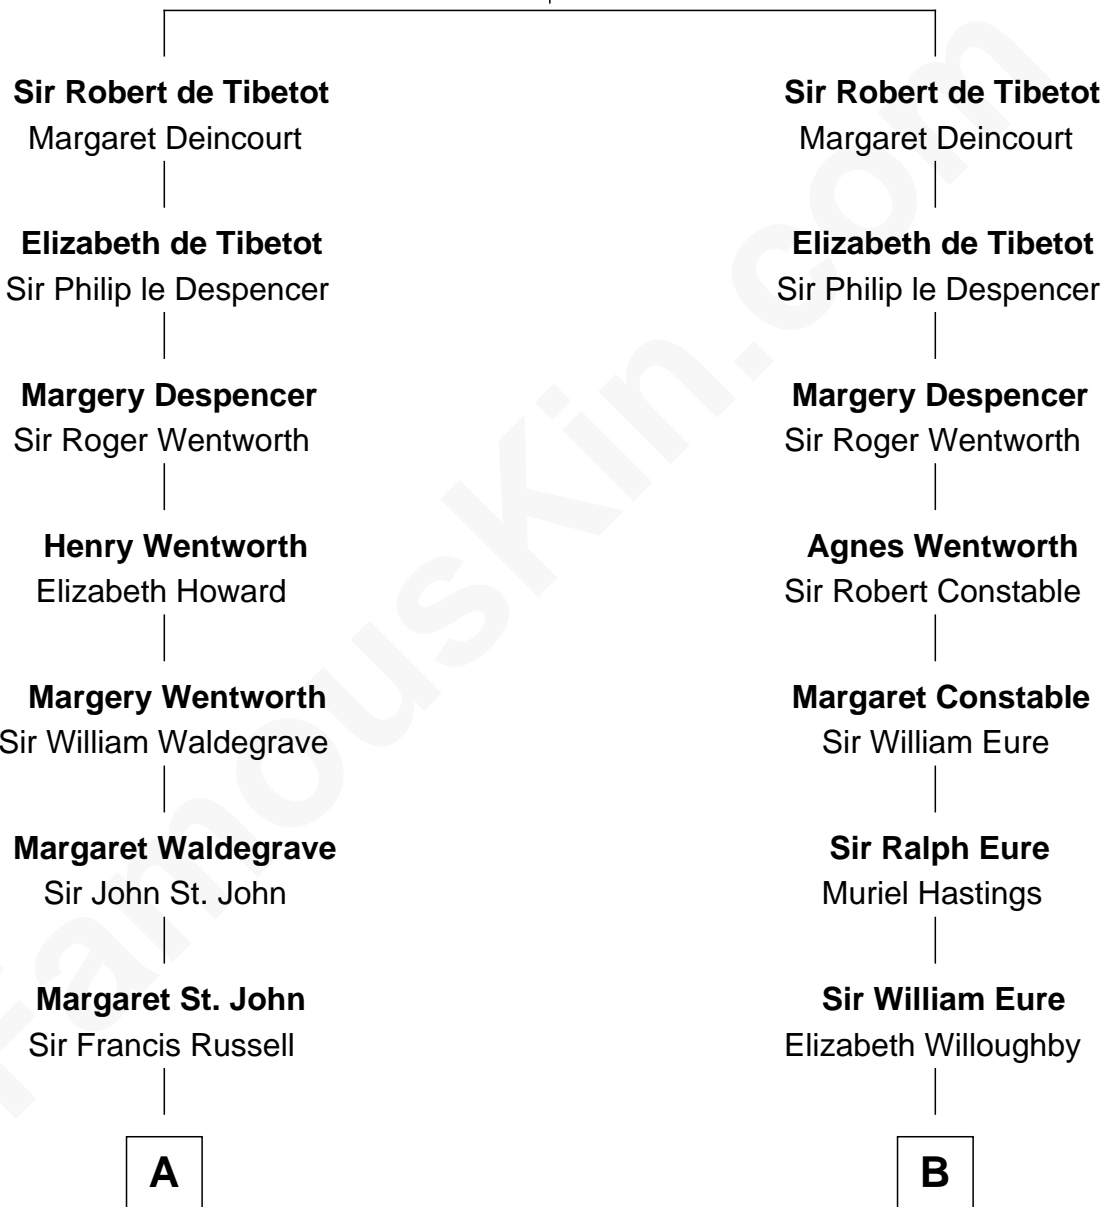 Sir Robert de Tibetot
Margaret Deincourt
Elizabeth de Tibetot
Sir Philip le Despencer
Margery Despencer
Sir Roger Wentworth
Henry Wentworth
Elizabeth Howard
Margery Wentworth
Sir William Waldegrave
Margaret Waldegrave
Sir John St. John
Margaret St. John
Sir Francis Russell
A
Sir Robert de Tibetot
Margaret Deincourt
Elizabeth de Tibetot
Sir Philip le Despencer
Margery Despencer
Sir Roger Wentworth
Agnes Wentworth
Sir Robert Constable
Margaret Constable
Sir William Eure
Sir Ralph Eure
Muriel Hastings
Sir William Eure
Elizabeth Willoughby
B
FamousKin.com